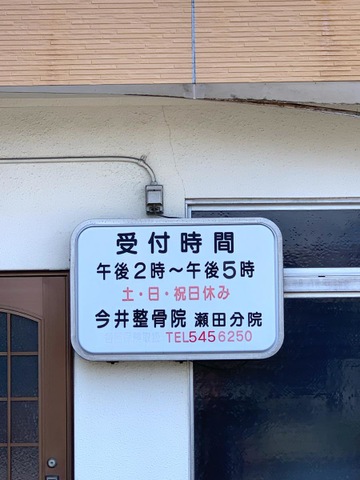 受付時間
午後2時～午後5時
土・日・祝日休み
今井整骨院 瀬田分院
TEL545 6250